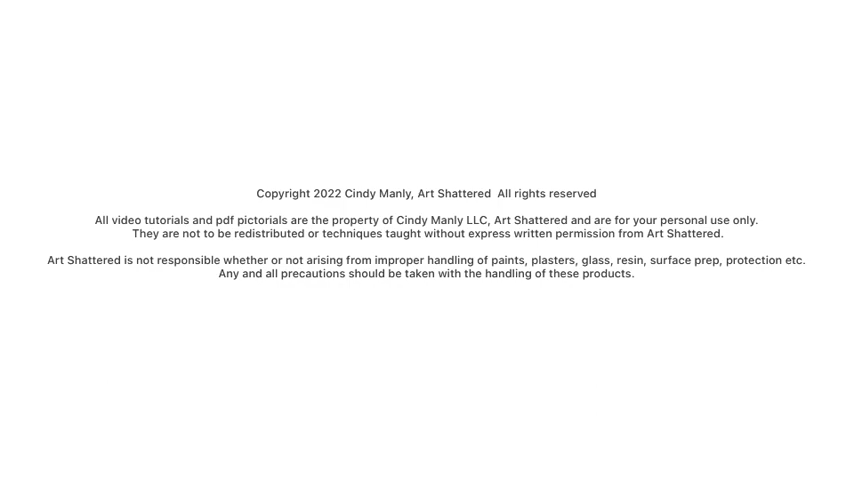 Copyright 2022 Cindy Manly, Art Shattered  All rights reserved
All video tutorials and pdf pictorials are the property of Cindy Manly LLC, Art Shattered and are for your personal use only.
They are not to be redistributed or techniques taught without express written permission from Art Shattered.
Art Shattered is not responsible whether or not arising from improper handling of paints, plasters, glass, resin, surface prep, protection etc.
Any and all precautions should be taken with the handling of these products.